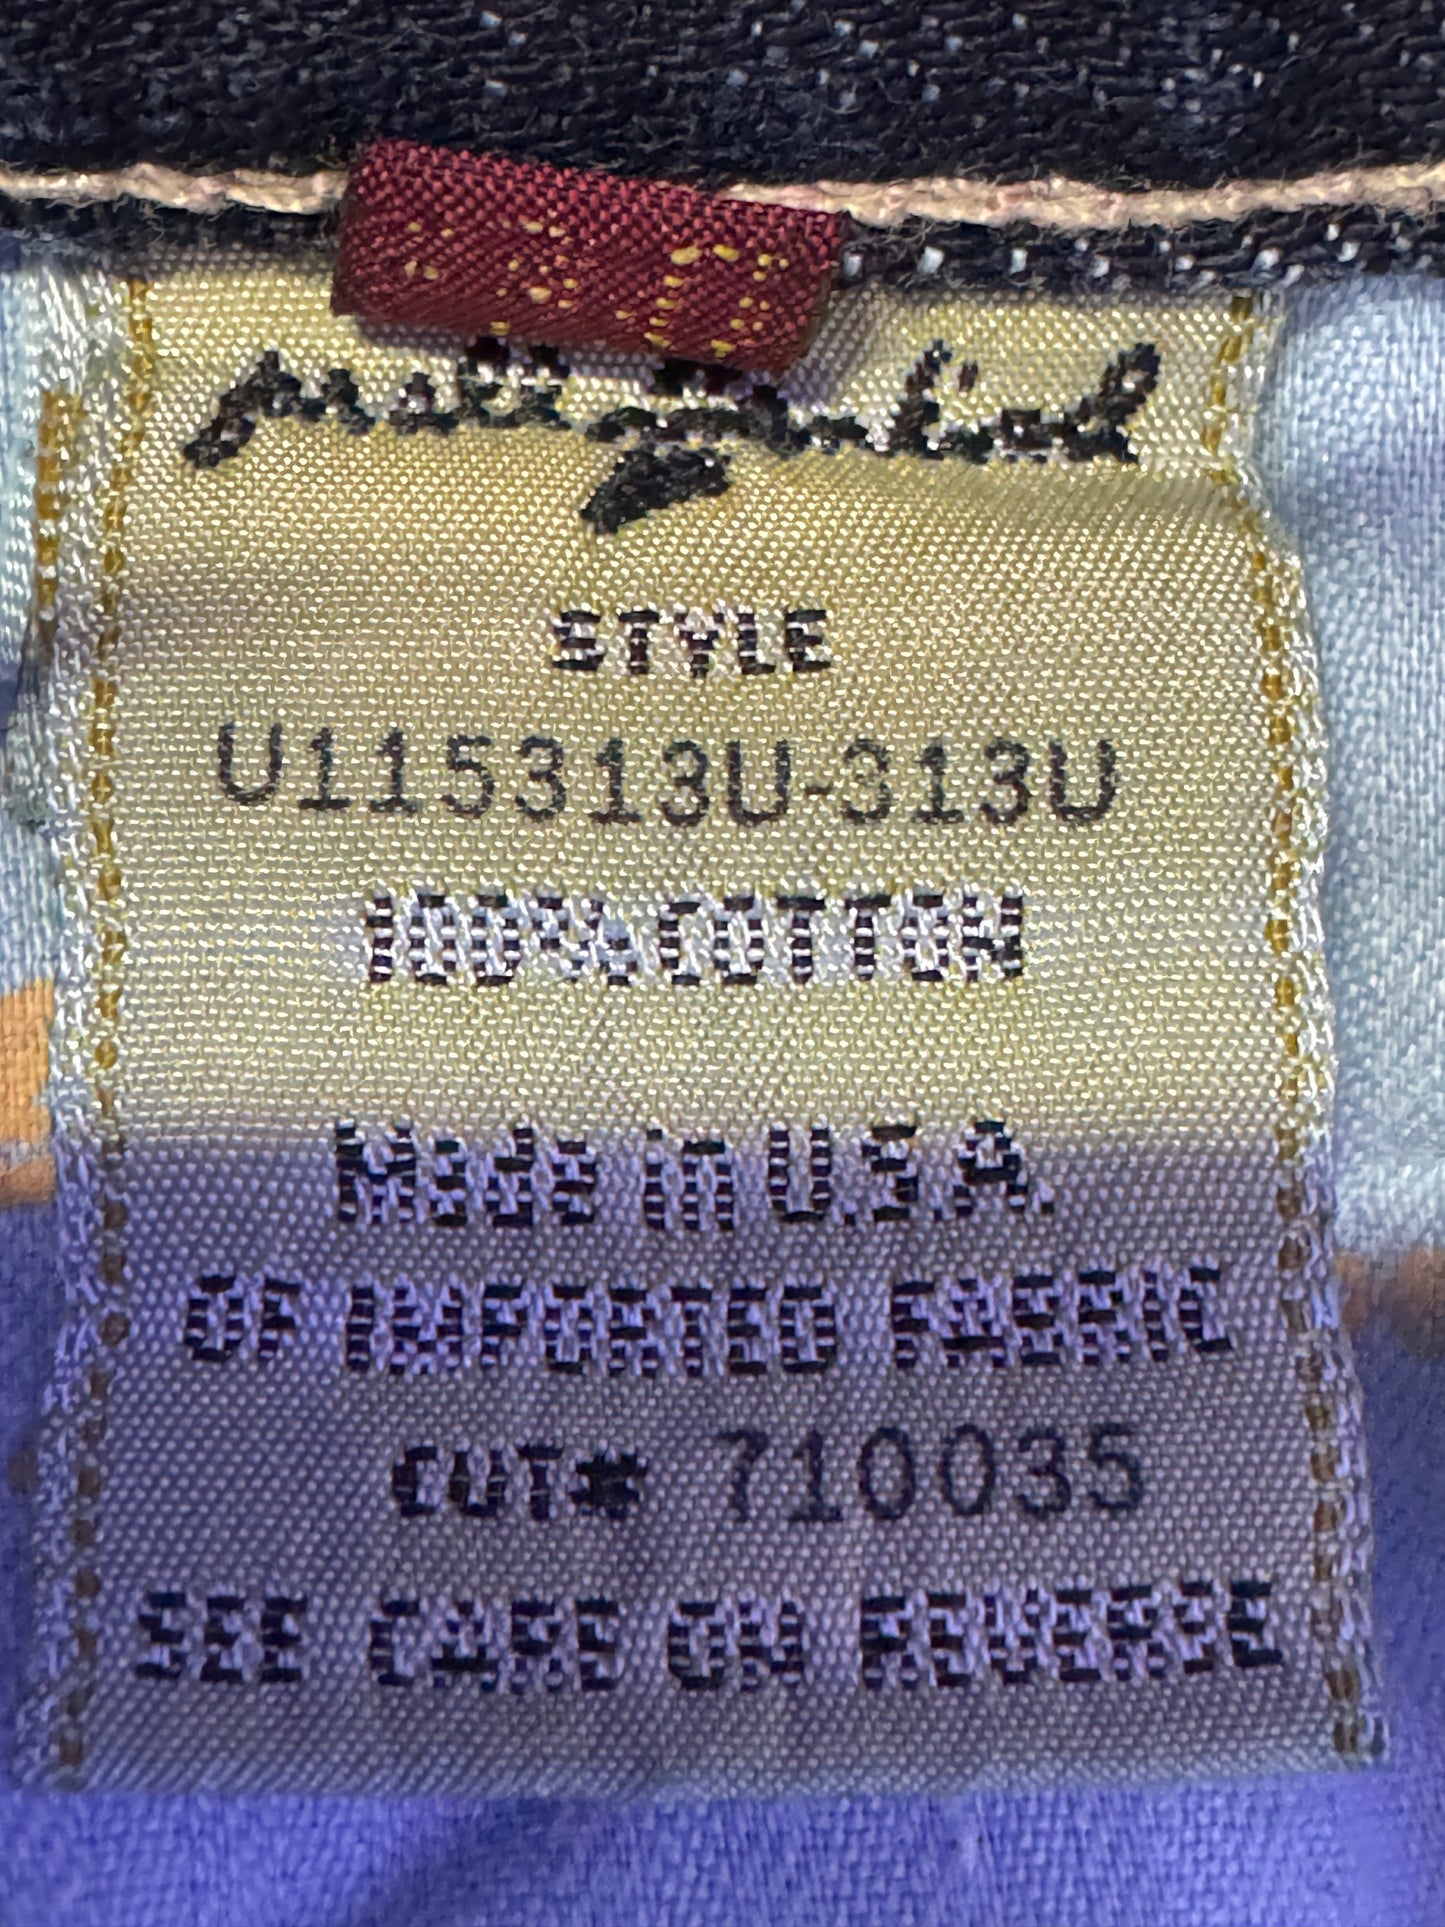 STYLE
U115313U-313U
100% COTTON
Made in U.S.A.
OF IMPORTED FABRIC
CUT# 710035
SEE CARE ON REVERSE